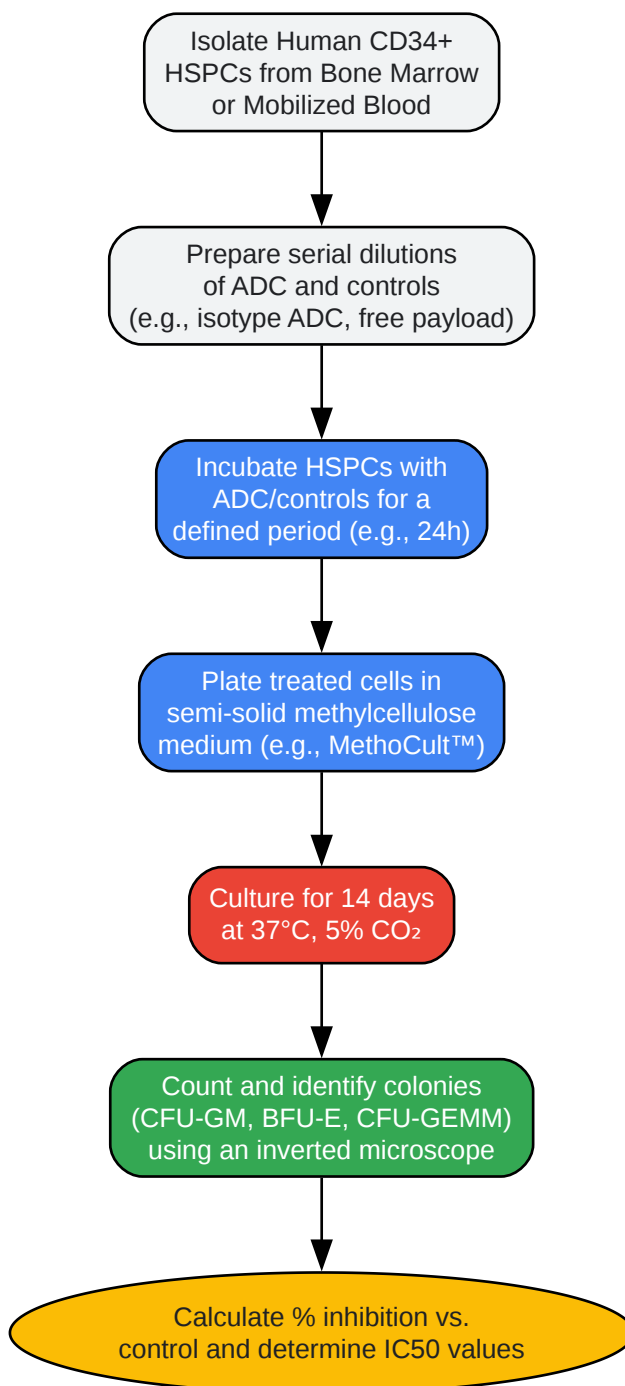 Isolate Human CD34+
HSPCs from Bone Marrow
or Mobilized Blood
Prepare serial dilutions
of ADC and controls
(e.g., isotype ADC, free payload)
Incubate HSPCs with
ADC/controls for a
defined period (e.g., 24h)
Plate treated cells in
semi-solid methylcellulose
medium (e.g., MethoCult™)
Culture for 14 days
at 37°C, 5% CO₂
Count and identify colonies
(CFU-GM, BFU-E, CFU-GEMM)
using an inverted microscope
Calculate % inhibition vs.
control and determine IC50 values